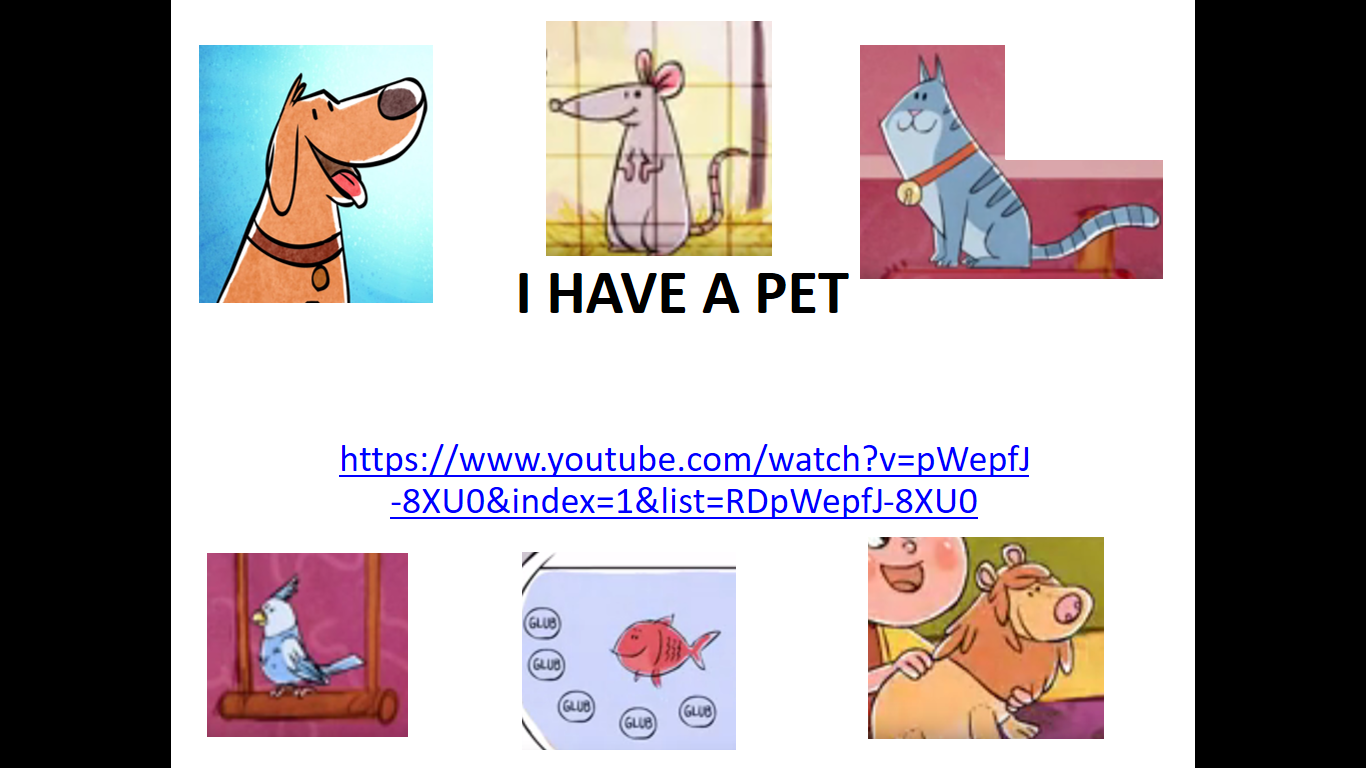 I HAVE A PET
https://www.youtube.com/watch?v=pWepfJ
-8XU0&index=1&list=RDpWepfJ-8XU0
GLUB
GLUB
GLUB
GLUB
GLUB